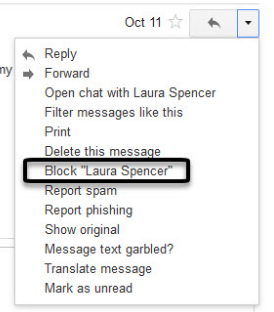 Oct 11
my
Reply
Forward
Open chat with Laura Spencer
Filter messages like this
Print
Delete this message
Block "Laura Spencer"
Report spam
Report phishing
Show original
Message text garbled?
Translate message
Mark as unread